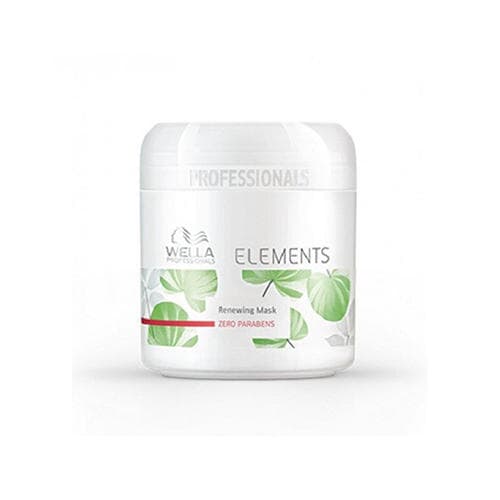 PROFESSIONALS
WELLA
PROFESSIONALS
ELEMENTS
Renewing Mask
ZERO PARABENS